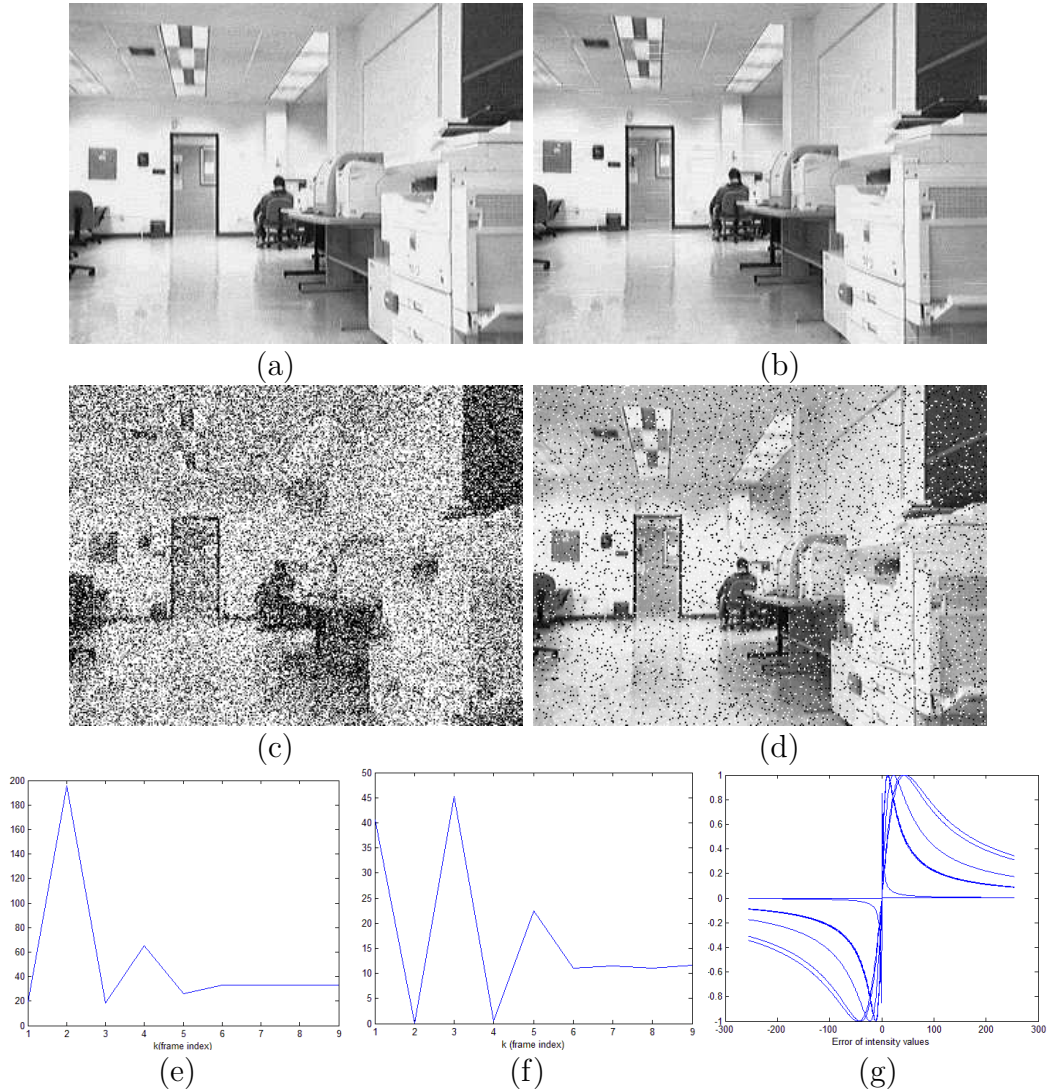 (a)
(b)
(c)
(d)
200
180
160
140
120
100
80
60
40
20
0
1 2 3 4 5 6 7 8 9
k(frame index)
(e)
50
45
40
35
30
25
20
15
10
5
0
1 2 3 4 5 6 7 8 9
k (frame index)
(f)
1
0.8
0.6
0.4
0.2
0
-0.2
-0.4
-0.6
-0.8
-1
-300 -200 -100 0 100 200 300
Error of intensity values
(g)